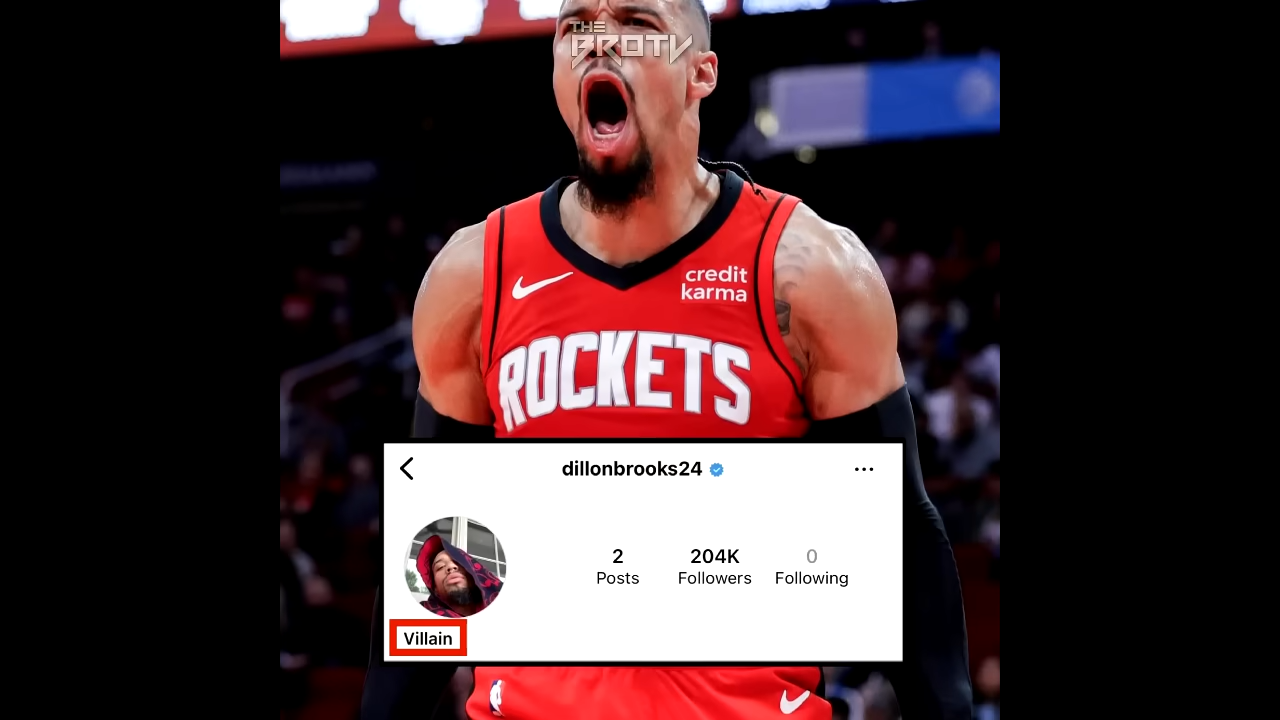 THE
BROTV
credit
karma
ROCKETS
dillonbrooks24
2 204K 0
Posts Followers Following
Villain